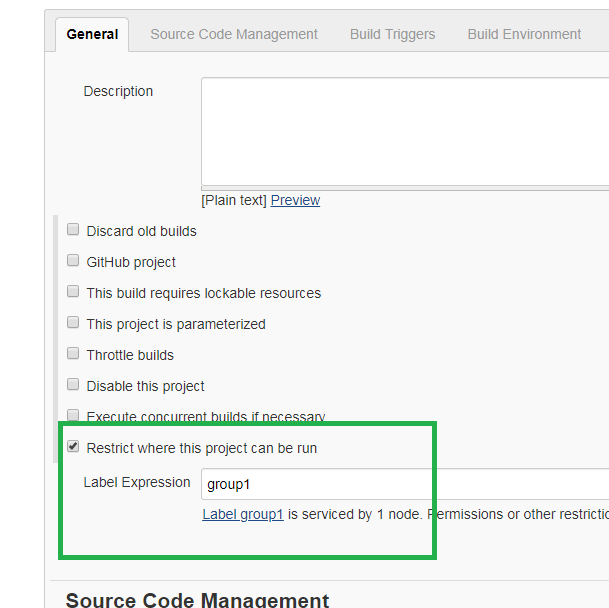 General Source Code Management Build Triggers Build Environment
Description
[Plain text] Preview
Discard old builds
GitHub project
This build requires lockable resources
This project is parameterized
Throttle builds
Disable this project
Execute concurrent builds if necessary
Restrict where this project can be run
Label Expression group1
Label group1 is serviced by 1 node. Permissions or other restrictio
Source Code Management